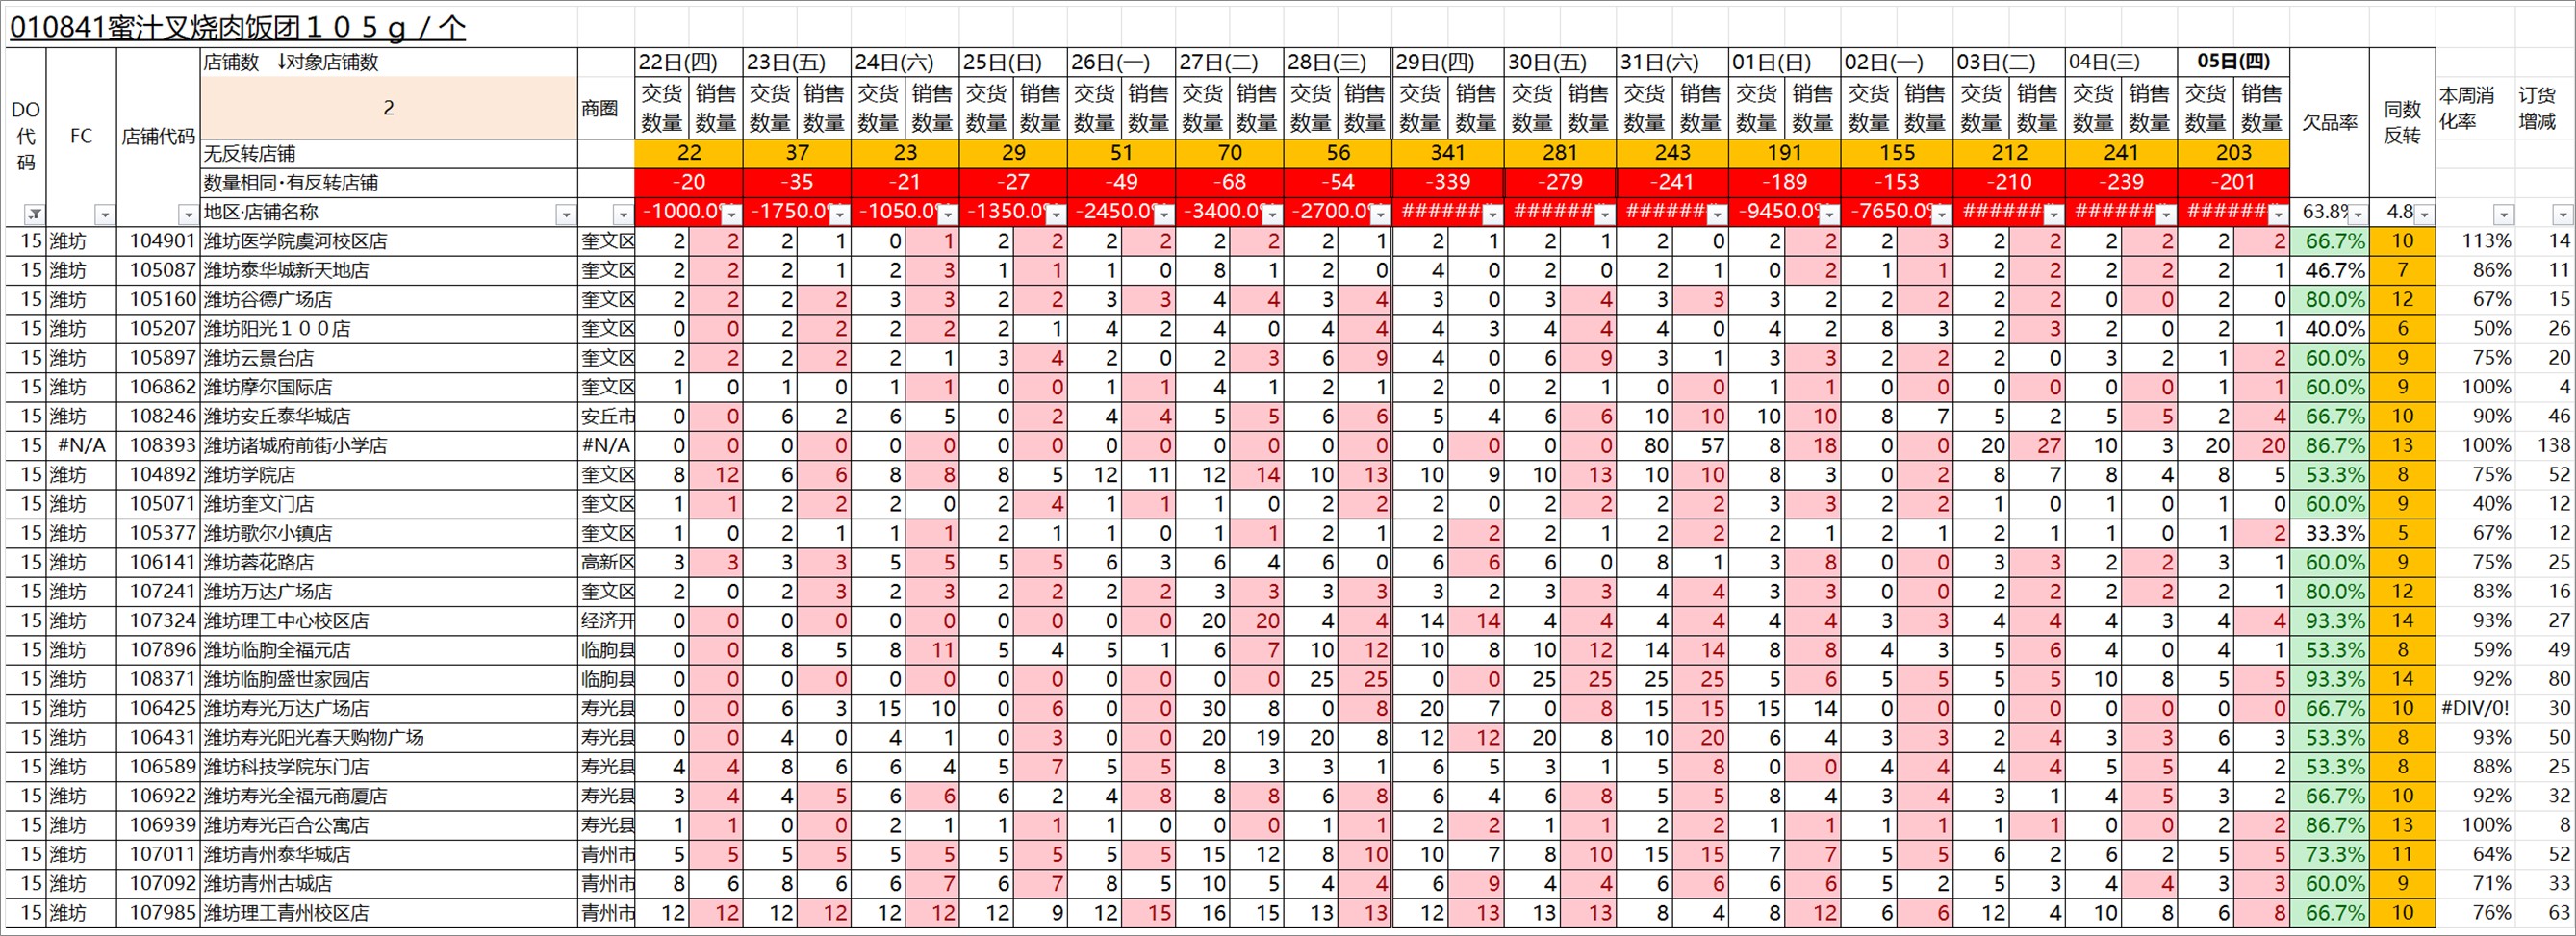 010841蜜汁叉烧肉饭团１０５ｇ／个
DO代码 FC 店铺代码 店铺数 ↓对象店铺数 商圈 22日(四) 23日(五) 24日(六) 25日(日) 26日(一) 27日(二) 28日(三) 29日(四) 30日(五) 31日(六) 01日(日) 02日(一) 03日(二) 04日(三) 05日(四) 欠品率 同数反转 本周消化率 订货增减
2 交货数量 销售数量 交货数量 销售数量 交货数量 销售数量 交货数量 销售数量 交货数量 销售数量 交货数量 销售数量 交货数量 销售数量 交货数量 销售数量 交货数量 销售数量 交货数量 销售数量 交货数量 销售数量 交货数量 销售数量 交货数量 销售数量 交货数量 销售数量 交货数量 销售数量
无反转店铺 22 37 23 29 51 70 56 341 281 243 191 155 212 241 203
数量相同·有反转店铺 -20 -35 -21 -27 -49 -68 -54 -339 -279 -241 -189 -153 -210 -239 -201
地区·店铺名称 -1000.0% -1750.0% -1050.0% -1350.0% -2450.0% -3400.0% -2700.0% ###### ###### ###### -9450.0% -7650.0% ###### ###### ###### 63.8% 4.8
15 潍坊 104901 潍坊医学院虞河校区店 奎文区 2 2 2 1 0 1 2 2 2 2 2 2 2 1 2 1 2 1 2 0 2 2 2 3 2 2 2 2 2 2 66.7% 10 113% 14
15 潍坊 105087 潍坊泰华城新天地店 奎文区 2 2 2 1 2 3 1 1 1 0 8 1 2 0 4 0 2 0 2 1 0 2 1 1 2 2 2 2 2 1 46.7% 7 86% 11
15 潍坊 105160 潍坊谷德广场店 奎文区 2 2 2 2 3 3 2 2 3 3 4 4 3 4 3 0 3 4 3 3 3 2 2 2 2 2 0 0 2 0 80.0% 12 67% 15
15 潍坊 105207 潍坊阳光１００店 奎文区 0 0 2 2 2 2 2 1 4 2 4 0 4 4 4 3 4 4 4 0 4 2 8 3 2 3 2 0 2 1 40.0% 6 50% 26
15 潍坊 105897 潍坊云景台店 奎文区 2 2 2 2 2 1 3 4 2 0 2 3 6 9 4 0 6 9 3 1 3 3 2 2 2 0 3 2 1 2 60.0% 9 75% 20
15 潍坊 106862 潍坊摩尔国际店 奎文区 1 0 1 0 1 1 0 0 1 1 4 1 2 1 2 0 2 1 0 0 1 1 0 0 0 0 0 0 1 1 60.0% 9 100% 4
15 潍坊 108246 潍坊安丘泰华城店 安丘市 0 0 6 2 6 5 0 2 4 4 5 5 6 6 5 4 6 6 10 10 10 10 8 7 5 2 5 5 2 4 66.7% 10 90% 46
15 #N/A 108393 潍坊诸城府前街小学店 #N/A 0 0 0 0 0 0 0 0 0 0 0 0 0 0 0 0 0 0 80 57 8 18 0 0 20 27 10 3 20 20 86.7% 13 100% 138
15 潍坊 104892 潍坊学院店 奎文区 8 12 6 6 8 8 8 5 12 11 12 14 10 13 10 9 10 13 10 10 8 3 0 2 8 7 8 4 8 5 53.3% 8 75% 52
15 潍坊 105071 潍坊奎文门店 奎文区 1 1 2 2 2 0 2 4 1 1 1 0 2 2 2 0 2 2 2 2 3 3 2 2 1 0 1 0 1 0 60.0% 9 40% 12
15 潍坊 105377 潍坊歌尔小镇店 奎文区 1 0 2 1 1 1 2 1 1 0 1 1 2 1 2 2 2 1 2 2 2 1 2 1 2 1 1 0 1 2 33.3% 5 67% 12
15 潍坊 106141 潍坊蓉花路店 高新区 3 3 3 3 5 5 5 5 6 3 6 4 6 0 6 6 6 0 8 1 3 8 0 0 3 3 2 2 3 1 60.0% 9 75% 25
15 潍坊 107241 潍坊万达广场店 奎文区 2 0 2 3 2 3 2 2 2 2 3 3 3 3 3 2 3 3 4 4 3 3 0 0 2 2 2 2 2 1 80.0% 12 83% 16
15 潍坊 107324 潍坊理工中心校区店 经济开 0 0 0 0 0 0 0 0 0 0 20 20 4 4 14 14 4 4 4 4 4 4 3 3 4 4 4 3 4 4 93.3% 14 93% 27
15 潍坊 107896 潍坊临朐全福元店 临朐县 0 0 8 5 8 11 5 4 5 1 6 7 10 12 10 8 10 12 14 14 8 8 4 3 5 6 4 0 4 1 53.3% 8 59% 49
15 潍坊 108371 潍坊临朐盛世家园店 临朐县 0 0 0 0 0 0 0 0 0 0 0 0 25 25 0 0 25 25 25 25 5 6 5 5 5 5 10 8 5 5 93.3% 14 92% 80
15 潍坊 106425 潍坊寿光万达广场店 寿光县 0 0 6 3 15 10 0 6 0 0 30 8 0 8 20 7 0 8 15 15 15 14 0 0 0 0 0 0 0 0 66.7% 10 #DIV/0! 30
15 潍坊 106431 潍坊寿光阳光春天购物广场 寿光县 0 0 4 0 4 1 0 3 0 0 20 19 20 8 12 12 20 8 10 20 6 4 3 3 2 4 3 3 6 3 53.3% 8 93% 50
15 潍坊 106589 潍坊科技学院东门店 寿光县 4 4 8 6 6 4 5 7 5 5 8 3 3 1 6 5 3 1 5 8 0 0 4 4 4 4 5 5 4 2 53.3% 8 88% 25
15 潍坊 106922 潍坊寿光全福元商厦店 寿光县 3 4 4 5 6 6 6 2 4 8 8 8 6 8 6 4 6 8 5 5 8 4 3 4 3 1 4 5 3 2 66.7% 10 92% 32
15 潍坊 106939 潍坊寿光百合公寓店 寿光县 1 1 0 0 2 1 1 1 1 0 0 0 1 1 2 2 1 1 2 2 1 1 1 1 1 1 0 0 2 2 86.7% 13 100% 8
15 潍坊 107011 潍坊青州泰华城店 青州市 5 5 5 5 5 5 5 5 5 5 15 12 8 10 10 7 8 10 15 15 7 7 5 5 6 2 6 2 5 5 73.3% 11 64% 52
15 潍坊 107092 潍坊青州古城店 青州市 8 6 8 6 6 7 6 7 8 5 10 5 4 4 6 9 4 4 6 6 6 6 5 2 5 3 4 4 3 3 60.0% 9 71% 33
15 潍坊 107985 潍坊理工青州校区店 青州市 12 12 12 12 12 12 12 9 12 15 16 15 13 13 12 13 13 13 8 4 8 12 6 6 12 4 10 8 6 8 66.7% 10 76% 63